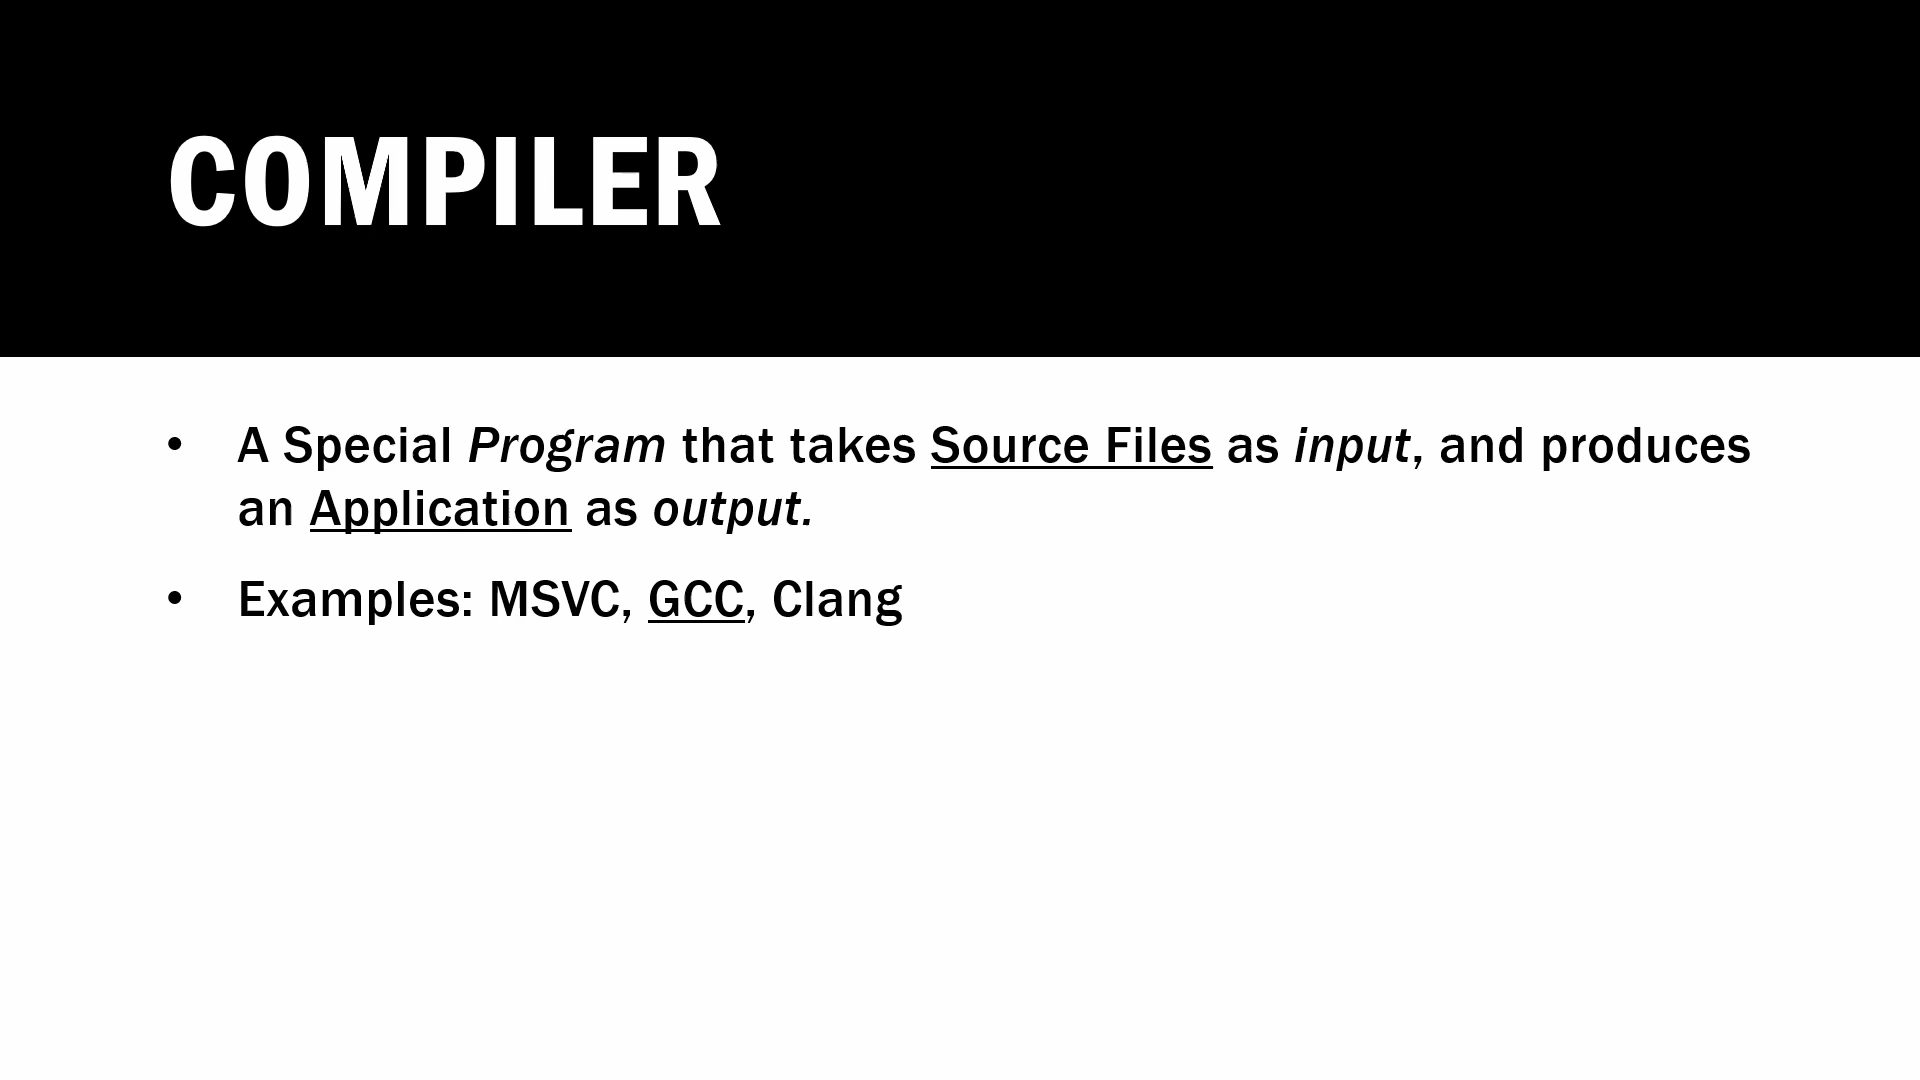 COMPILER
• A Special Program that takes Source Files as input, and produces
an Application as output.
• Examples: MSVC, GCC, Clang